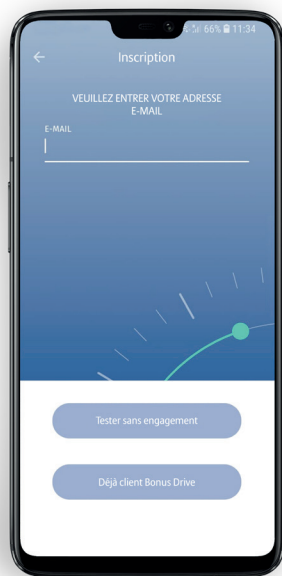 66% 11:34
Inscription
VEUILLEZ ENTRER VOTRE ADRESSE
E-MAIL
E-MAIL
Tester sans engagement
Déjà client Bonus Drive